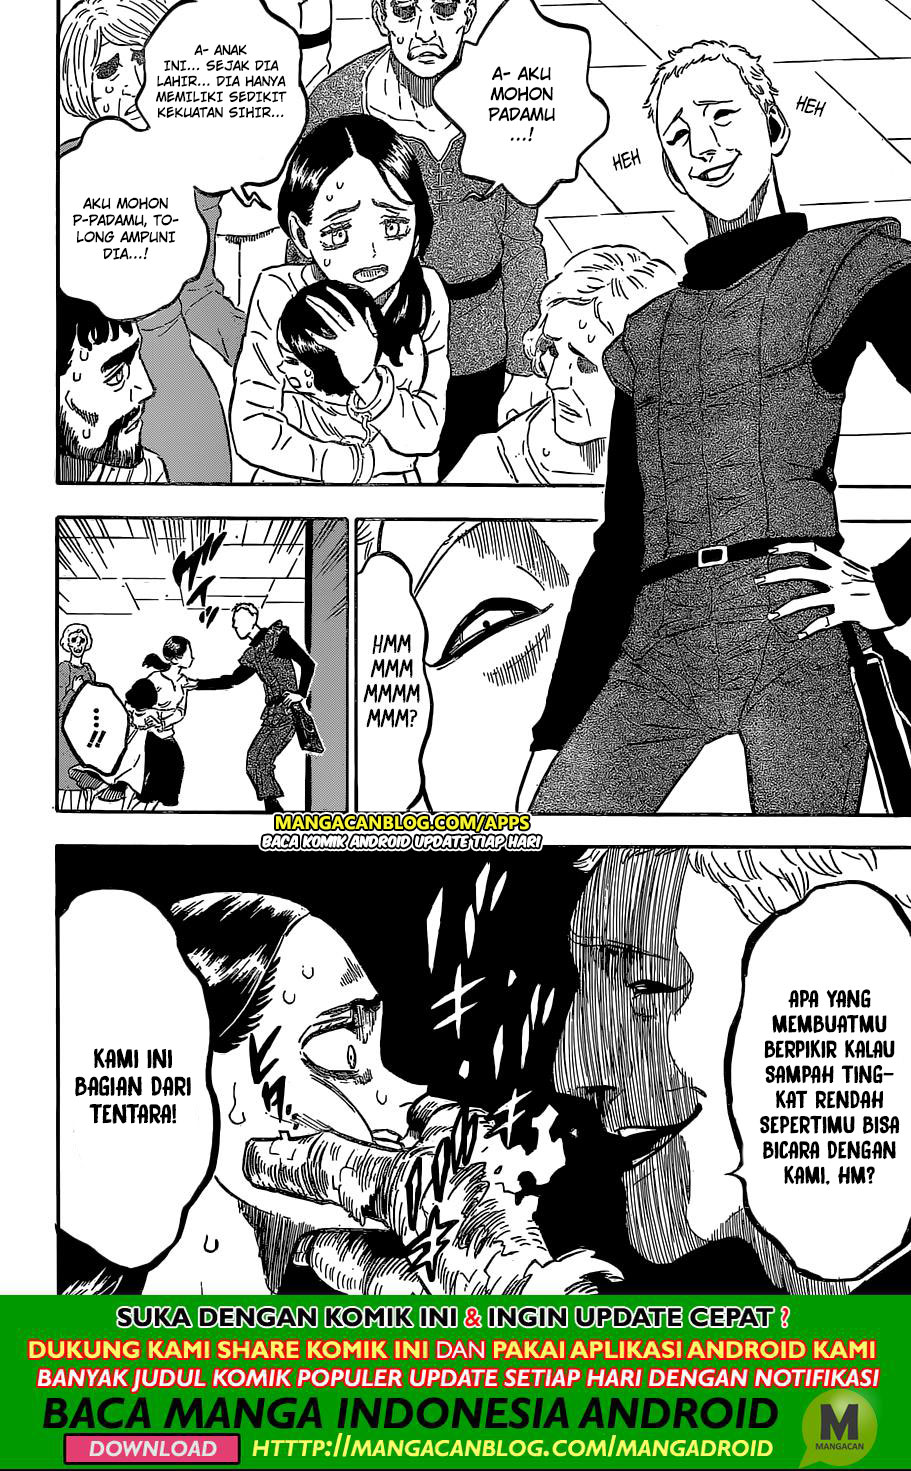 A- ANAK
INI... SEJAK DIA
LAHIR... DIA HANYA
MEMILIKI SEDIKIT
KEKUATAN SIHIR...
A- AKU
MOHON
PADAMU
...!
HEH
HEH
AKU MOHON
P-PADAMU, TO-
LONG AMPUNI
DIA...!
HMM
MMM
MMMM
MMM?
...!!
MANGACANBLOG.COM/APPS
BACA KOMIK ANDROID UPDATE TIAP HARI
APA YANG
MEMBUATMU
BERPIKIR KALAU
SAMPAH TING-
KAT RENDAH
SEPERTIMU BISA
BICARA DENGAN
KAMI, HM?
KAMI INI
BAGIAN DARI
TENTARA!
SUKA DENGAN KOMIK INI & INGIN UPDATE CEPAT ?
DUKUNG KAMI SHARE KOMIK INI DAN PAKAI APLIKASI ANDROID KAMI
BANYAK JUDUL KOMIK POPULER UPDATE SETIAP HARI DENGAN NOTIFIKASI
BACA MANGA INDONESIA ANDROID
DOWNLOAD HTTTP://MANGACANBLOG.COM/MANGADROID
M
MANGACAN